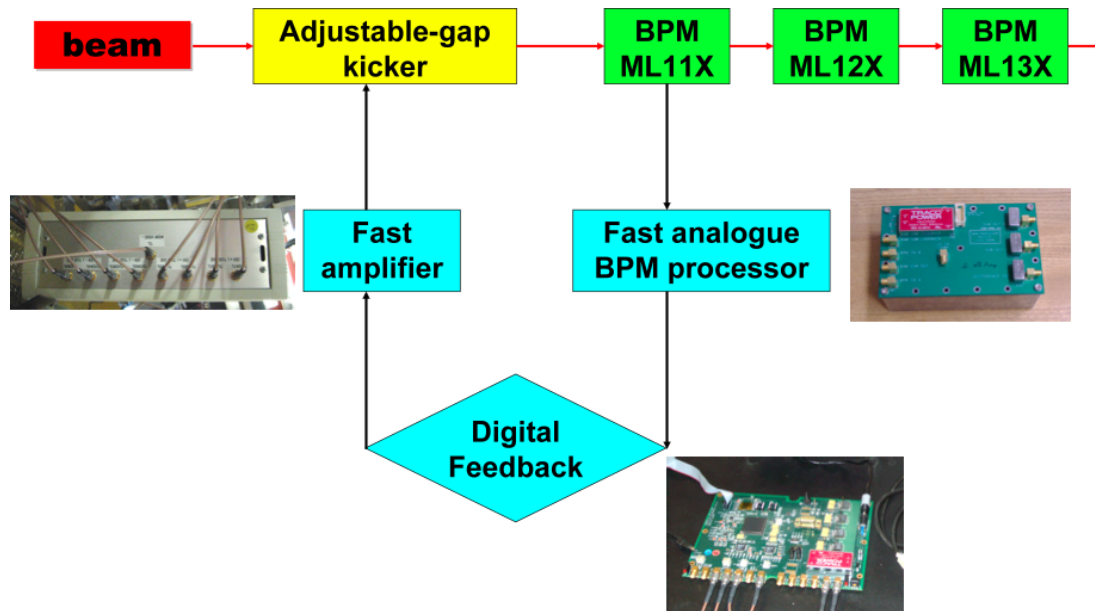 beam
Adjustable-gap
kicker
BPM
ML11X
BPM
ML12X
BPM
ML13X
Fast
amplifier
Fast analogue
BPM processor
TRACO
POWER
Digital
Feedback